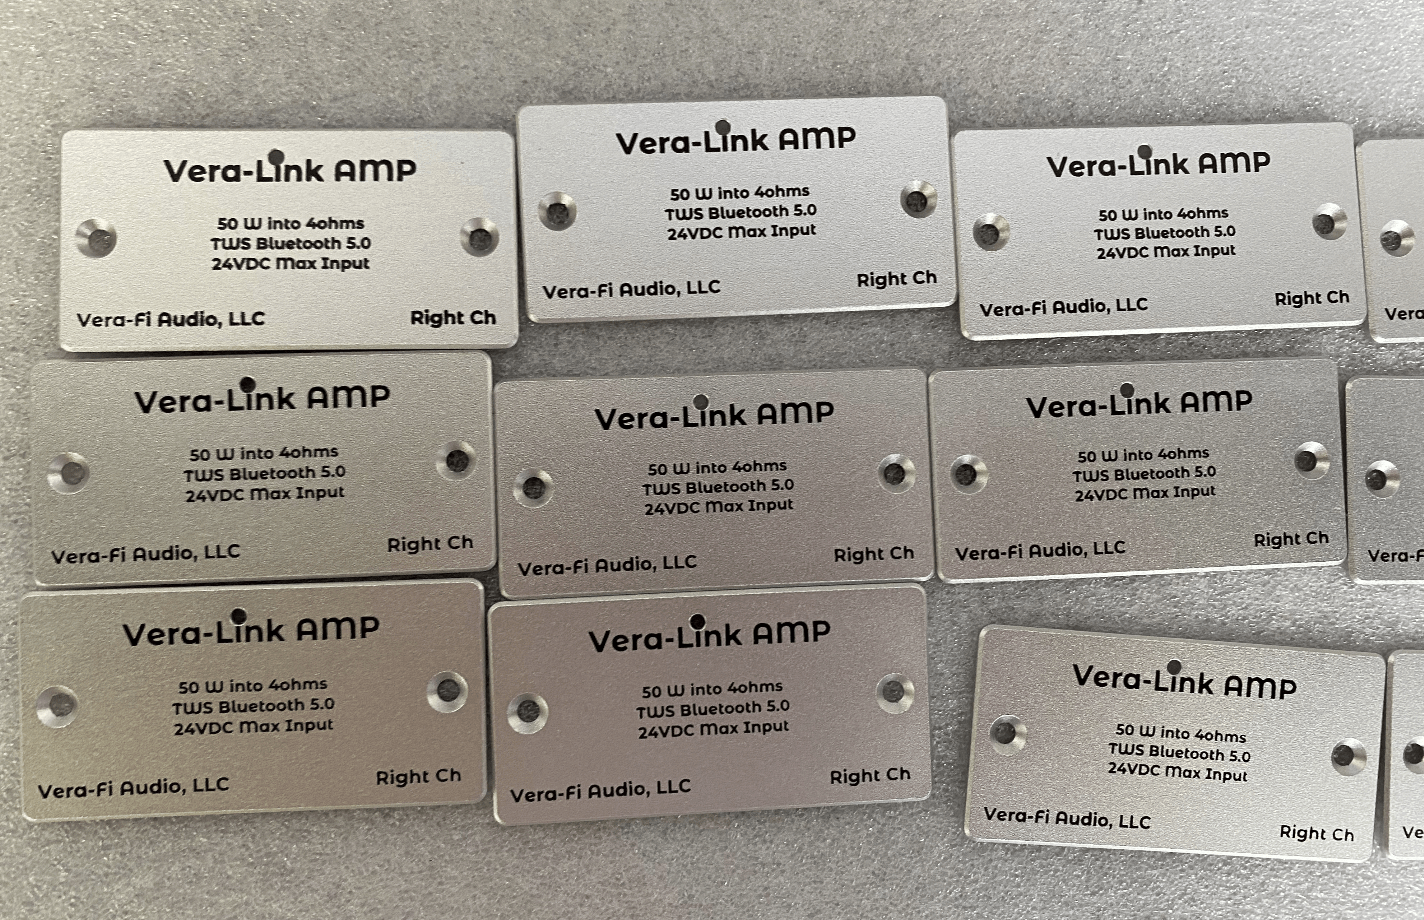 Vera-Link AMP
50 W into 4ohms
TWS Bluetooth 5.0
24VDC Max Input
Vera-Fi Audio, LLC
Right Ch
Vera-Link AMP
50 W into 4ohms
TWS Bluetooth 5.0
24VDC Max Input
Vera-Fi Audio, LLC
Right Ch
Vera-Link AMP
50 W into 4ohms
TWS Bluetooth 5.0
24VDC Max Input
Vera-Fi Audio, LLC
Right Ch
Vera
Vera-Link AMP
50 W into 4ohms
TWS Bluetooth 5.0
24VDC Max Input
Vera-Fi Audio, LLC
Right Ch
Vera-Link AMP
50 W into 4ohms
TWS Bluetooth 5.0
24VDC Max Input
Vera-Fi Audio, LLC
Right Ch
Vera-Link AMP
50 W into 4ohms
TWS Bluetooth 5.0
24VDC Max Input
Vera-Fi Audio, LLC
Right Ch
Vera-F
Vera-Link AMP
50 W into 4ohms
TWS Bluetooth 5.0
24VDC Max Input
Vera-Fi Audio, LLC
Right Ch
Vera-Link AMP
50 W into 4ohms
TWS Bluetooth 5.0
24VDC Max Input
Vera-Fi Audio, LLC
Right Ch
Vera-Link AMP
50 W into 4ohms
TWS Bluetooth 5.0
24VDC Max Input
Vera-Fi Audio, LLC
Right Ch
Ve